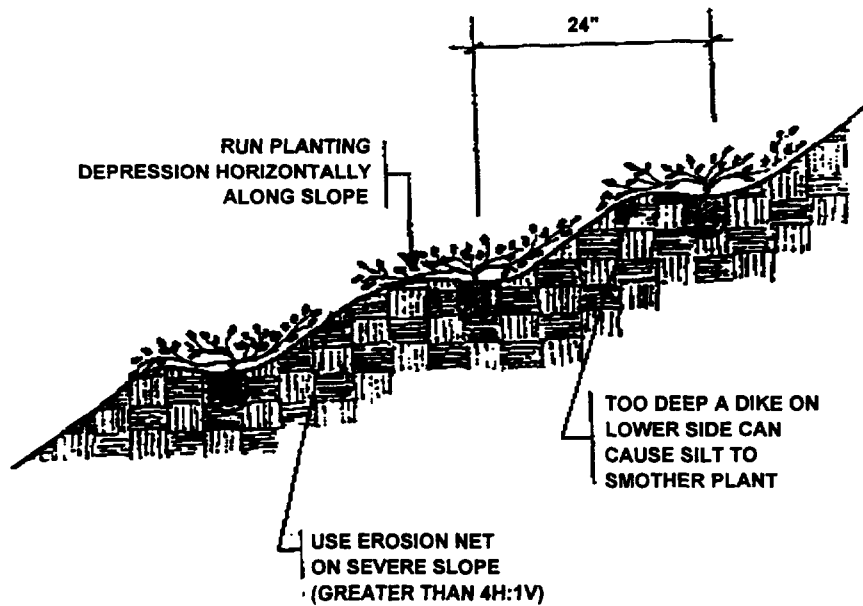 24"
RUN PLANTING
DEPRESSION HORIZONTALLY
ALONG SLOPE
TOO DEEP A DIKE ON
LOWER SIDE CAN
CAUSE SILT TO
SMOTHER PLANT
USE EROSION NET
ON SEVERE SLOPE
(GREATER THAN 4H:1V)